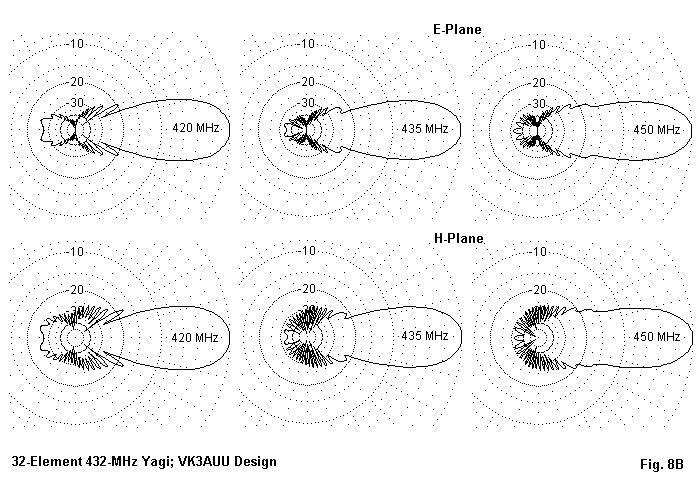 E-Plane
-10 -10 -10
-20 -20 -20
-30 -30 -30
420 MHz 435 MHz 450 MHz
H-Plane
-10 -10 -10
-20 -20 -20
420 MHz 435 MHz 450 MHz
32-Element 432-MHz Yagi; VK3AUU Design
Fig. 8B